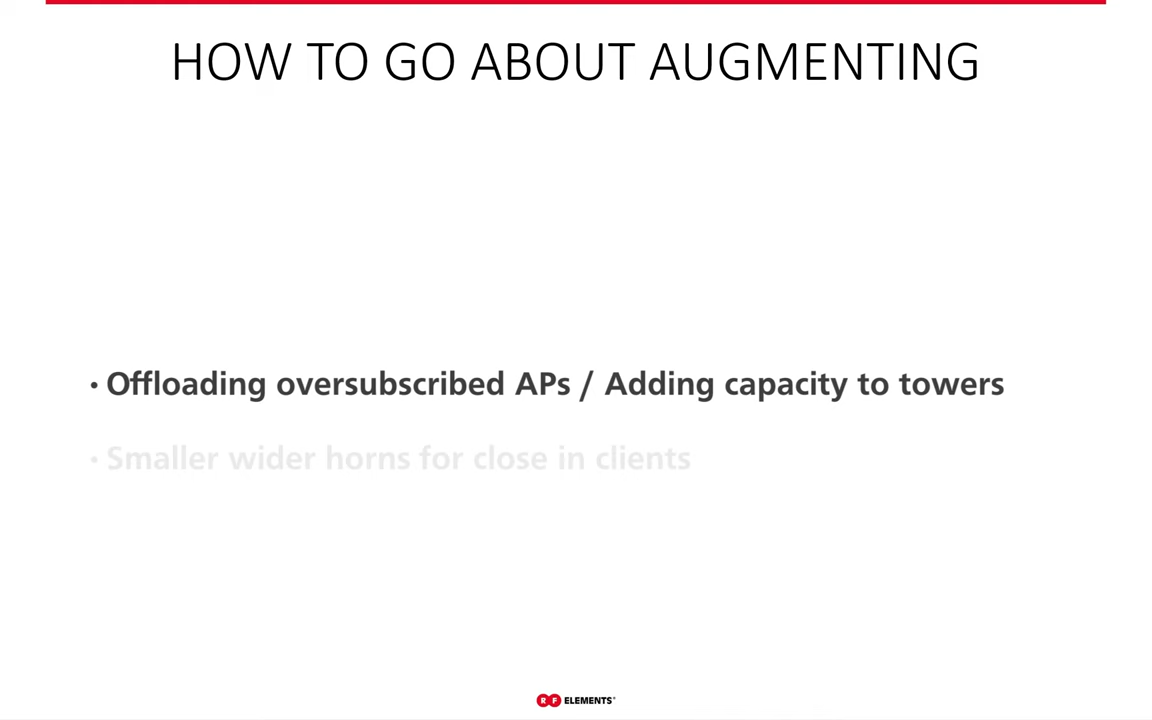 HOW TO GO ABOUT AUGMENTING
• Offloading oversubscribed APs / Adding capacity to towers
• Smaller wider horns for close in clients
RF ELEMENTS®